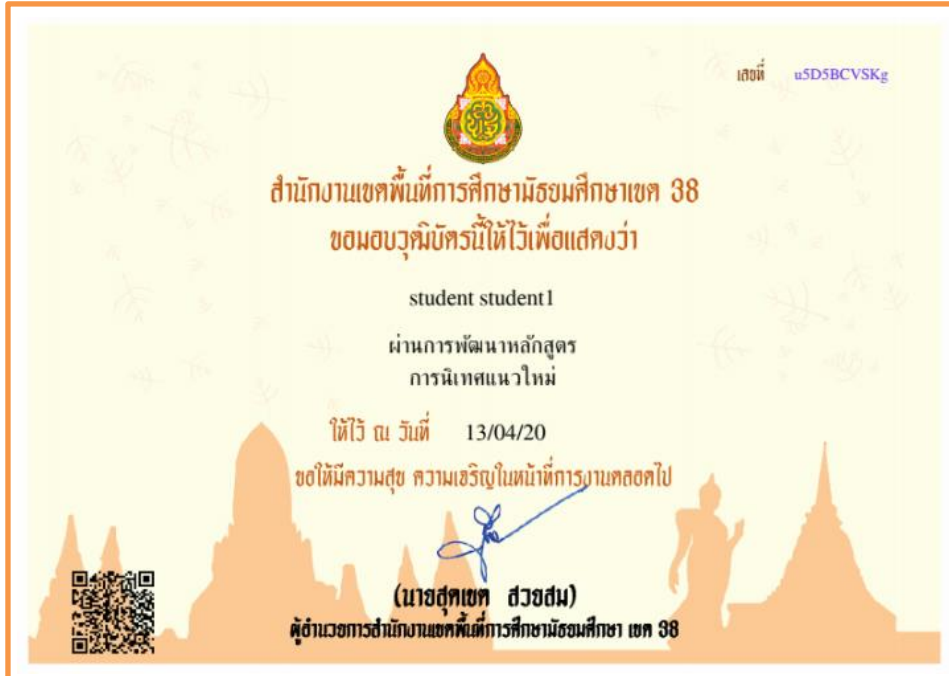 เลขที่ u5D5BCVSKg
สำนักงานเขตพื้นที่การศึกษามัธยมศึกษาเขต 38
ขอมอบวุฒิบัตรนี้ให้ไว้เพื่อแสดงว่า
student student1
ผ่านการพัฒนาหลักสูตร
การนิเทศแนวใหม่
ให้ไว้ ณ วันที่ 13/04/20
ขอให้มีความสุข ความเจริญในหน้าที่การงานตลอดไป
(นายสุดเขต สวยสม)
ผู้อำนวยการสำนักงานเขตพื้นที่การศึกษามัธยมศึกษา เขต 38